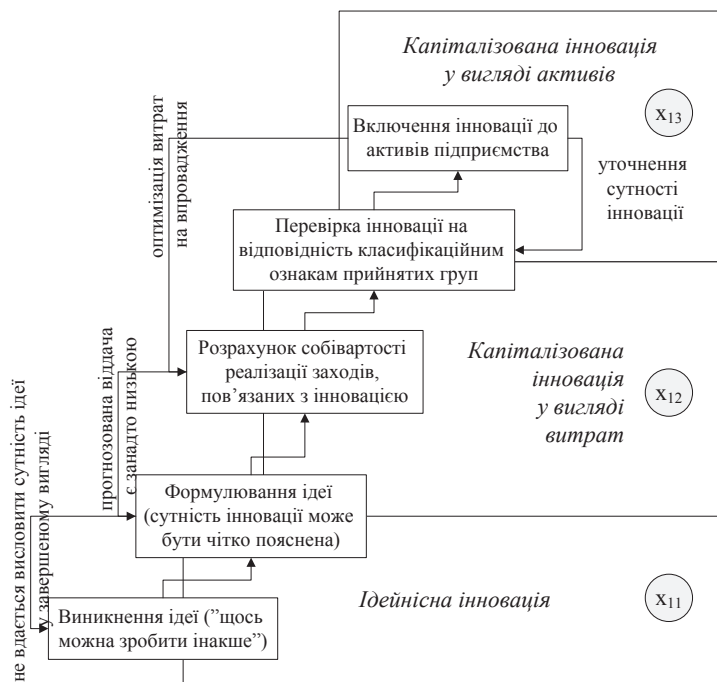 Капіталізована інновація
у вигляді активів
x13
Включення інновації до
активів підприємства
уточнення
сутності
інновації
оптимізація витрат
на впровадження
Перевірка інновації на
відповідність класифікаційним
ознакам прийнятих груп
Розрахунок собівартості
реалізації заходів,
пов’язаних з інновацією
Капіталізована
інновація
у вигляді
витрат
x12
прогнозована віддача
є занадто низькою
Формулювання ідеї
(сутність інновації може
бути чітко пояснена)
не вдається висловити сутність ідеї
у завершеному вигляді
Ідейнісна інновація
x11
Виникнення ідеї (”щось
можна зробити інакше”)